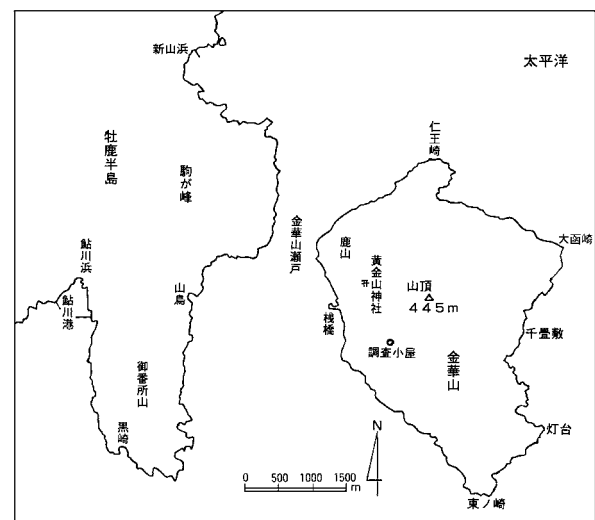 新山浜
太平洋
仁王崎
牡鹿半島
駒が峰
大函崎
金華山瀬戸
鹿山
鮎川浜
黄金山神社
山頂
445m
山鳥
鮎川港
桟橋
千畳敷
調査小屋
金華山
御番所山
黒崎
灯台
N
0 500 1000 1500
m
東ノ崎